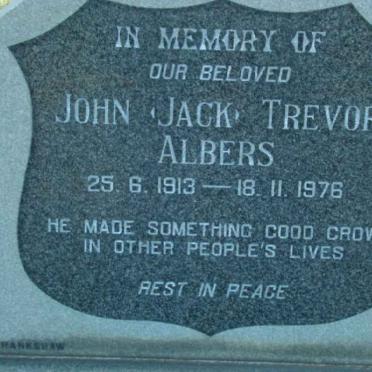 IN MEMORY OF
OUR BELOVED
JOHN (JACK) TREVOR
ALBERS
25. 6. 1913 — 18. 11. 1976
HE MADE SOMETHING GOOD GROW
IN OTHER PEOPLE'S LIVES
REST IN PEACE